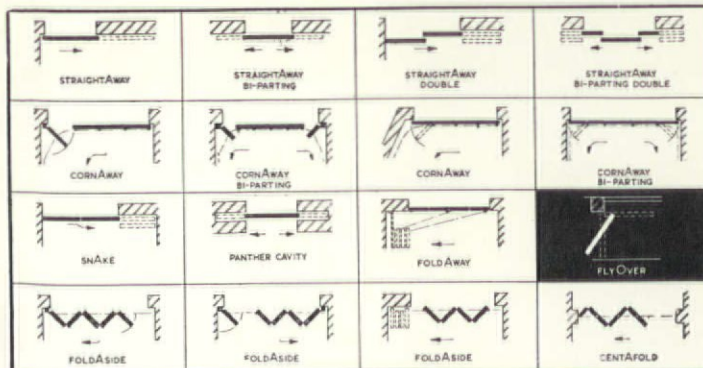 STRAIGHTAWAY
STRAIGHTAWAY
BI-PARTING
STRAIGHTAWAY
DOUBLE
STRAIGHTAWAY
BI-PARTING DOUBLE
CORNAWAY
CORNAWAY
BI-PARTING
CORNAWAY
CORNAWAY
BI-PARTING
SNAKE
PANTHER CAVITY
FOLDAWAY
FLYOVER
FOLDASIDE
FOLDASIDE
FOLDASIDE
CENTAFOLD